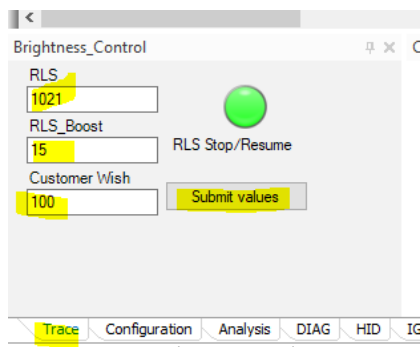 Brightness_Control
RLS
1021
RLS_Boost
15
RLS Stop/Resume
Customer Wish
100
Submit values
Trace Configuration Analysis DIAG HID